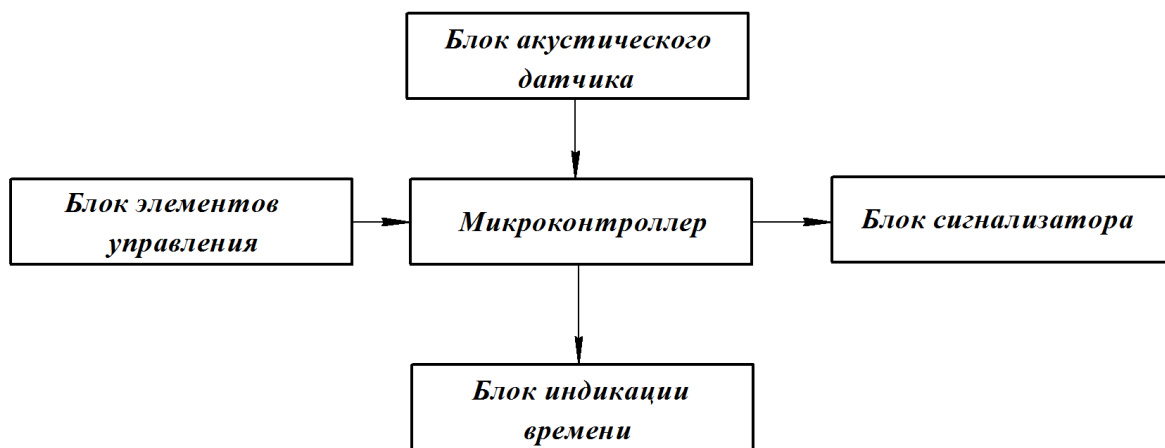 Блок акустического
датчика
Блок элементов
управления
Микроконтроллер
Блок сигнализатора
Блок индикации
времени